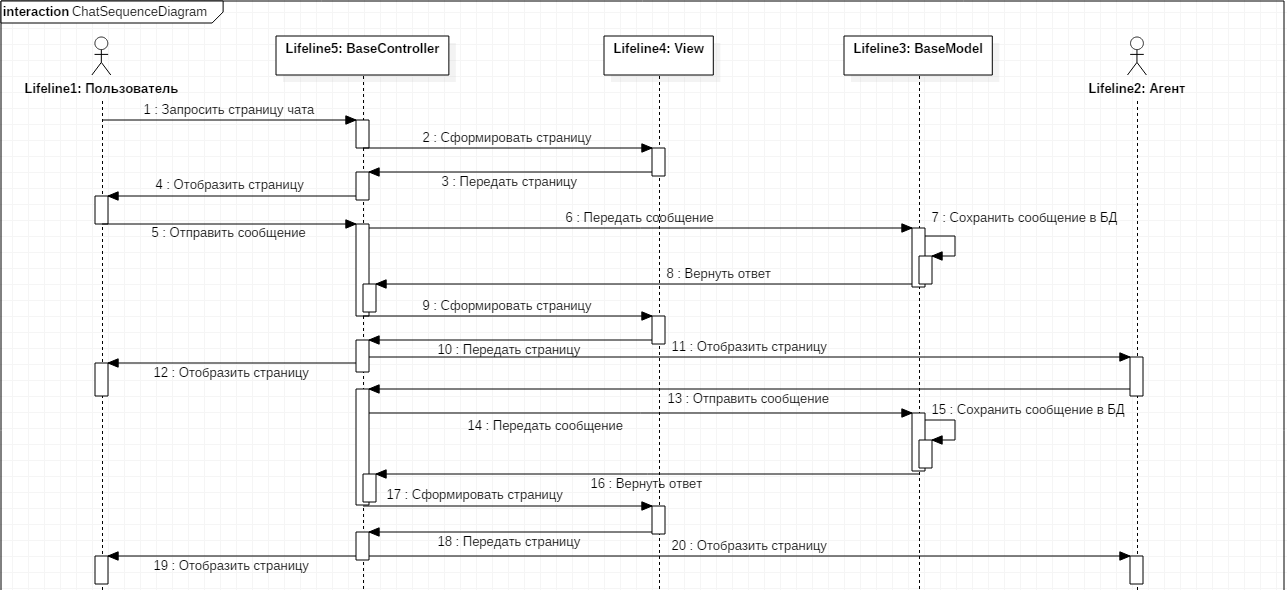 interaction ChatSequenceDiagram
Lifeline5: BaseController
Lifeline4: View
Lifeline3: BaseModel
Lifeline1: Пользователь
Lifeline2: Агент
1 : Запросить страницу чата
2 : Сформировать страницу
3 : Передать страницу
4 : Отобразить страницу
5 : Отправить сообщение
6 : Передать сообщение
7 : Сохранить сообщение в БД
8 : Вернуть ответ
9 : Сформировать страницу
10 : Передать страницу
11 : Отобразить страницу
12 : Отобразить страницу
13 : Отправить сообщение
14 : Передать сообщение
15 : Сохранить сообщение в БД
16 : Вернуть ответ
17 : Сформировать страницу
18 : Передать страницу
20 : Отобразить страницу
19 : Отобразить страницу